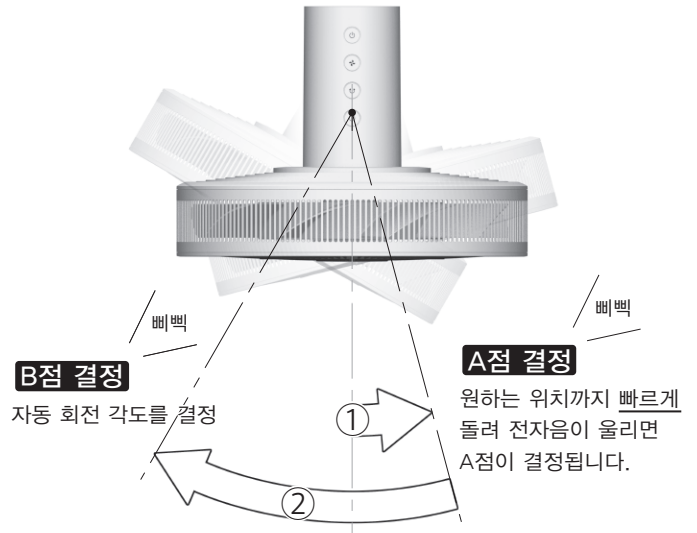 삐삑
B점 결정
자동 회전 각도를 결정
삐삑
A점 결정
원하는 위치까지 빠르게
돌려 전자음이 울리면
A점이 결정됩니다.
①
②